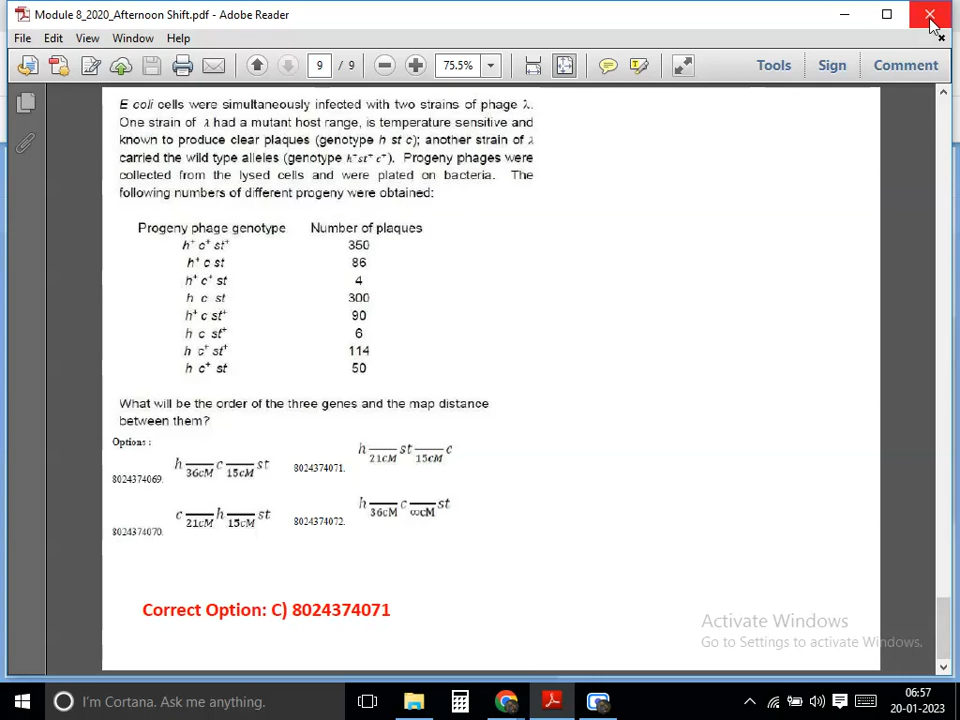 Module 8_2020_Afternoon Shift.pdf - Adobe Reader
File Edit View Window Help
9 / 9 75.5% Tools Sign Comment
E coli cells were simultaneously infected with two strains of phage λ.
One strain of λ had a mutant host range, is temperature sensitive and
known to produce clear plaques (genotype h st c); another strain of λ
carried the wild type alleles (genotype h⁺st⁺ c⁺). Progeny phages were
collected from the lysed cells and were plated on bacteria. The
following numbers of different progeny were obtained:
Progeny phage genotype Number of plaques
h⁺ c⁺ st⁺ 350
h⁺ c st 86
h⁺ c⁺ st 4
h c st 300
h⁺ c st⁺ 90
h c st⁺ 6
h c⁺ st⁺ 114
h c⁺ st 50
What will be the order of the three genes and the map distance
between them?
Options :
8024374069. h 36cM c 15cM st
8024374071. h 21cM st 15cM c
8024374070. c 21cM h 15cM st
8024374072. h 36cM c ∞cM st
Correct Option: C) 8024374071
Activate Windows
Go to Settings to activate Windows.
I'm Cortana. Ask me anything.
06:57
20-01-2023